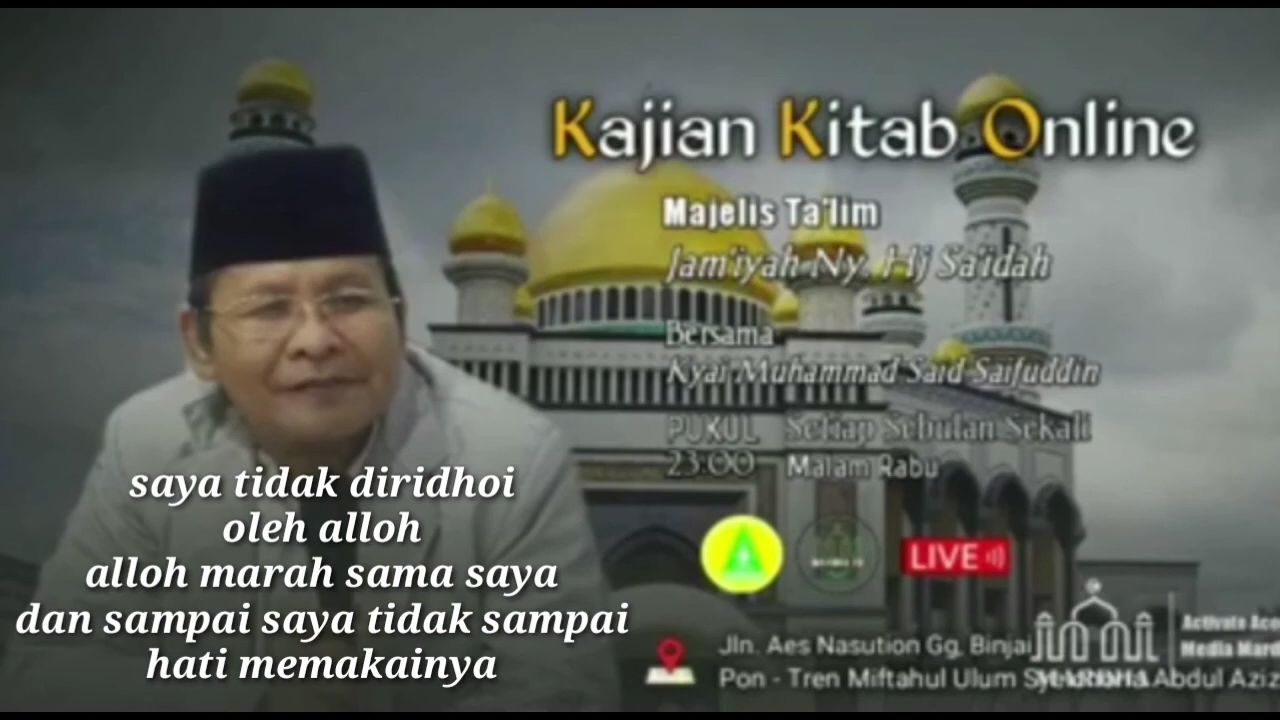 Kajian Kitab Online
Majelis Ta'lim
Jam'iyah Ny. Hj Sa'idah
Bersama
Kyai Muhammad Said Saifuddin
PUKUL Setiap Sebulan Sekali
23:00 Malam Rabu
LIVE
saya tidak diridhoi
oleh alloh
alloh marah sama saya
dan sampai saya tidak sampai
hati memakainya
Jln. Aes Nasution Gg, Binjai
Pon - Tren Miftahul Ulum Abdul Aziz